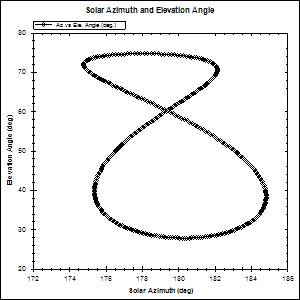 Solar Azimuth and Elevation Angle
Az vs Ele. Angle (deg.)
80
70
60
50
40
30
20
Elevation Angle (deg)
172 174 176 178 180 182 184 186
Solar Azimuth (deg)